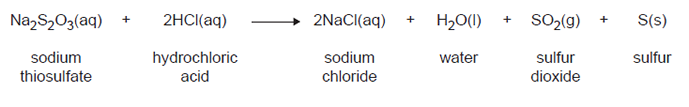 Na₂S₂O₃(aq) + 2HCl(aq) ⟶ 2NaCl(aq) + H₂O(l) + SO₂(g) + S(s)
sodium hydrochloric sodium water sulfur sulfur
thiosulfate acid chloride dioxide